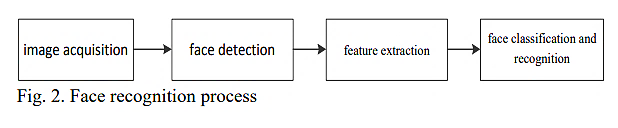 image acquisition
face detection
feature extraction
face classification and
recognition
Fig. 2. Face recognition process